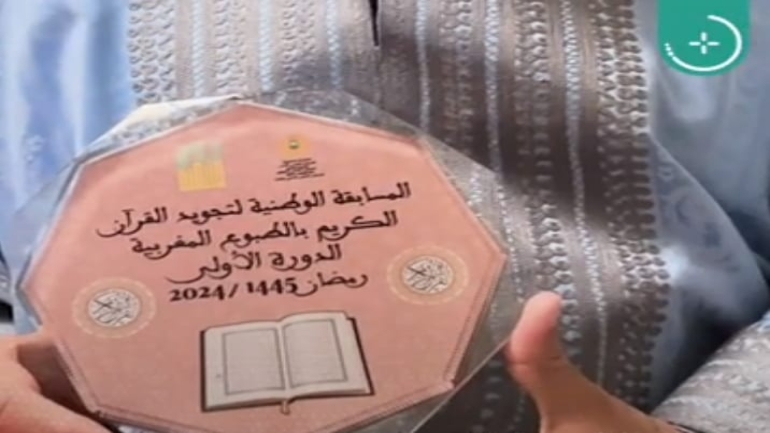 المسابقة الوطنية لتجويد القرآن
الكريم بالطبوع المغربية
الدورة الأولى
رمضان 1445/ 2024